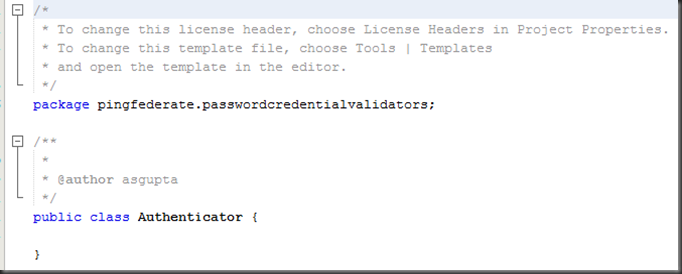 /*
 * To change this license header, choose License Headers in Project Properties.
 * To change this template file, choose Tools | Templates
 * and open the template in the editor.
 */
package pingfederate.passwordcredentialvalidators;
/**
 *
 * @author asgupta
 */
public class Authenticator {
}